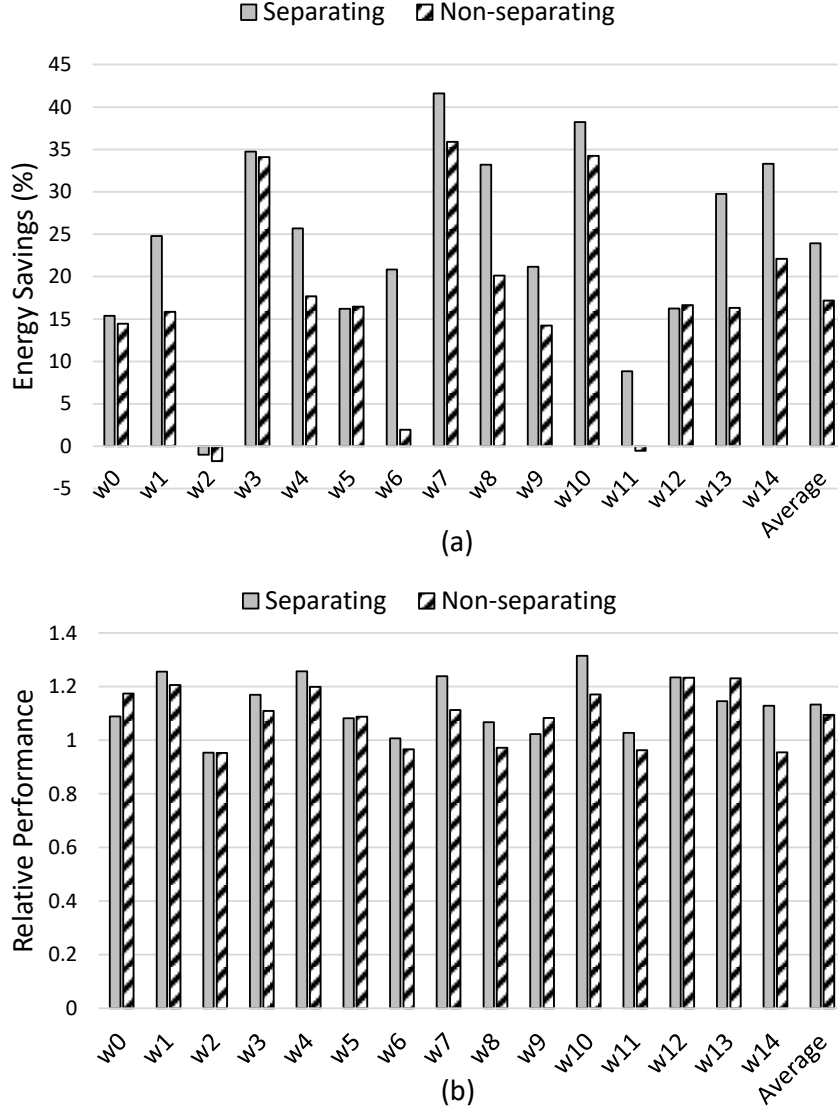 Separating Non-separating
45
40
35
30
25
20
15
10
5
0
-5
Energy Savings (%)
w0 w1 w2 w3 w4 w5 w6 w7 w8 w9 w10 w11 w12 w13 w14 Average
(a)
Separating Non-separating
1.4
1.2
1
0.8
0.6
0.4
0.2
0
Relative Performance
w0 w1 w2 w3 w4 w5 w6 w7 w8 w9 w10 w11 w12 w13 w14 Average
(b)